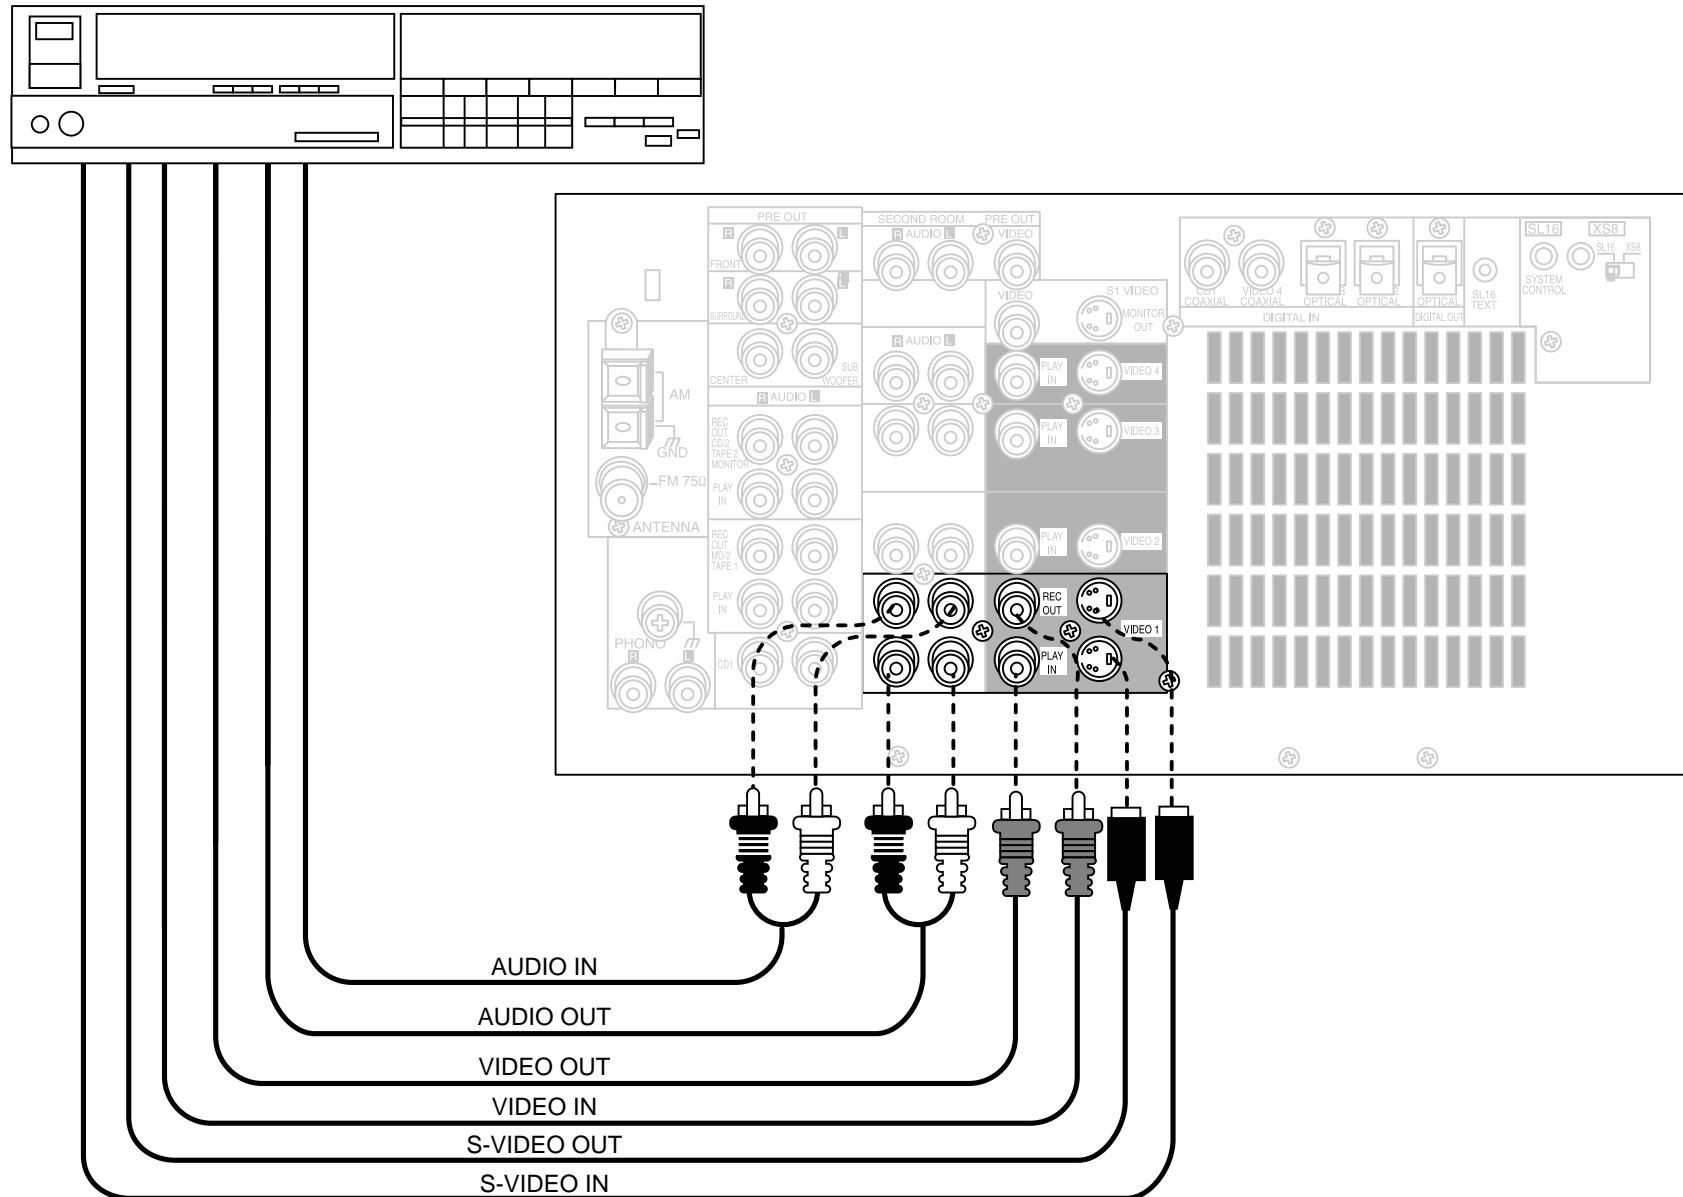 PRE OUT
R
L
FRONT
R
L
SURROUND
CENTER
SUB
WOOFER
R AUDIO L
REC
OUT
CD/2
TAPE 2
MONITOR
PLAY
IN
REC
OUT
MD/2
TAPE 1
PLAY
IN
CD1
AM
GND
FM 75Ω
ANTENNA
PHONO
R
L
SECOND ROOM
PRE OUT
R AUDIO L
VIDEO
VIDEO
S1 VIDEO
MONITOR
OUT
R AUDIO L
PLAY
IN
VIDEO 4
PLAY
IN
VIDEO 3
PLAY
IN
VIDEO 2
REC
OUT
VIDEO 1
PLAY
IN
CD1
COAXIAL
VIDEO 4
COAXIAL
3
OPTICAL
2
OPTICAL
OPTICAL
DIGITAL IN
DIGITAL OUT
SL16
TEXT
SL16
XS8
SL16
XS8
SYSTEM
CONTROL
AUDIO IN
AUDIO OUT
VIDEO OUT
VIDEO IN
S-VIDEO OUT
S-VIDEO IN